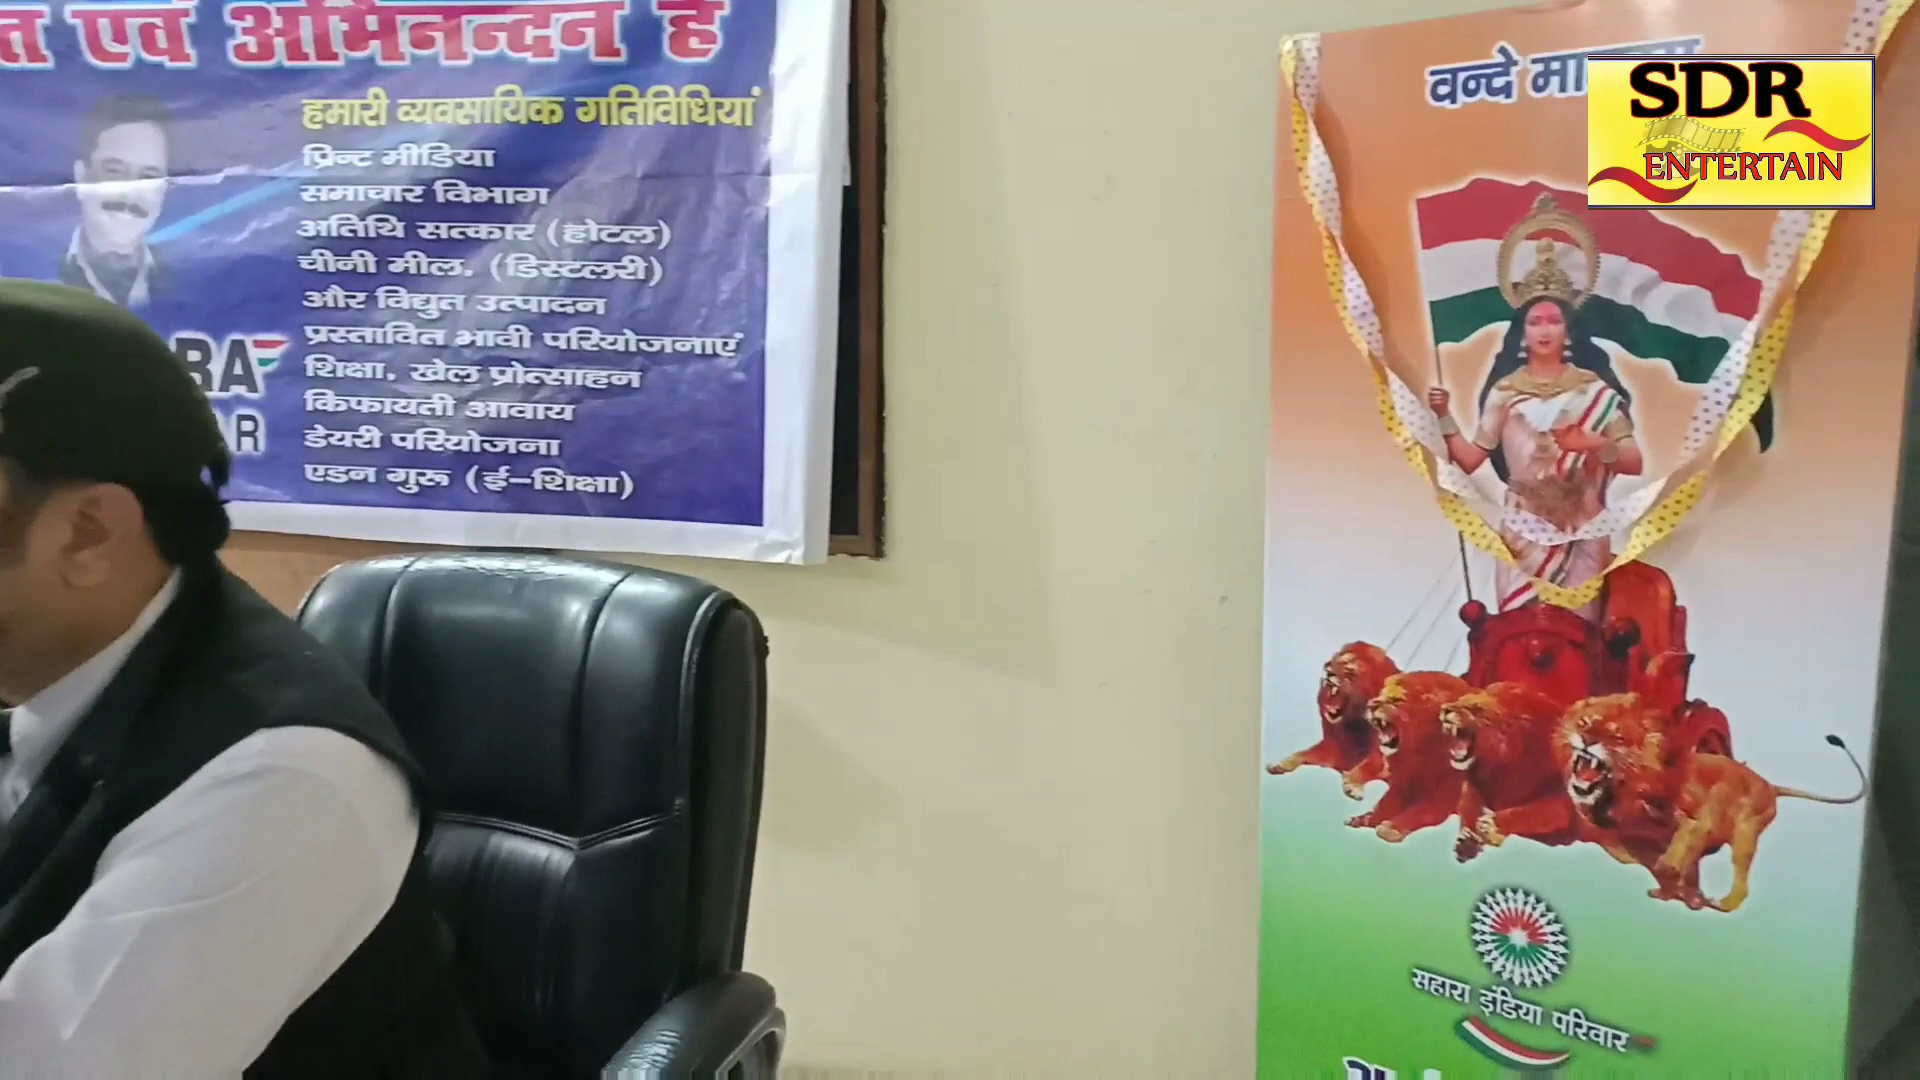 एवं अभिनन्दन है
हमारी व्यवसायिक गतिविधियां
प्रिन्ट मीडिया
समाचार विभाग
अतिथि सत्कार (होटल)
चीनी मील, (डिस्टलरी)
और विद्युत उत्पादन
प्रस्तावित भावी परियोजनाएं
शिक्षा, खेल प्रोत्साहन
किफायती आवाय
डेयरी परियोजना
एडन गुरू (ई-शिक्षा)
वन्दे
SDR
ENTERTAIN
सहारा इंडिया परिवार